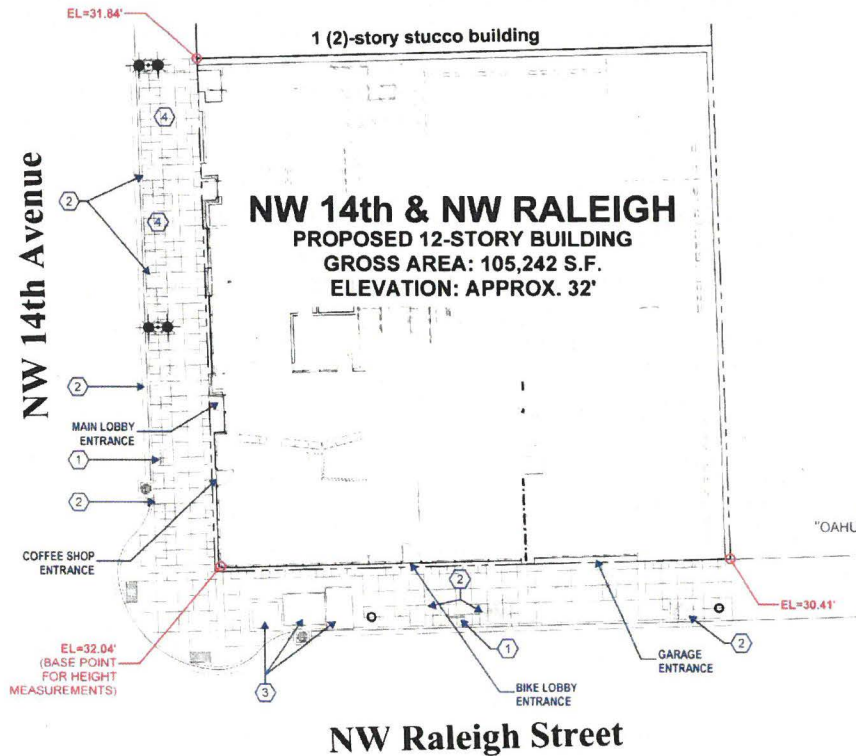 EL=31.84'
1 (2)-story stucco building
4
NW 14th Avenue
2
4
NW 14th & NW RALEIGH
PROPOSED 12-STORY BUILDING
GROSS AREA: 105,242 S.F.
ELEVATION: APPROX. 32'
2
MAIN LOBBY
ENTRANCE
1
2
COFFEE SHOP
ENTRANCE
"OAHU
2
EL=30.41'
EL=32.04'
(BASE POINT
FOR HEIGHT
MEASUREMENTS)
3
1
2
GARAGE
ENTRANCE
BIKE LOBBY
ENTRANCE
NW Raleigh Street